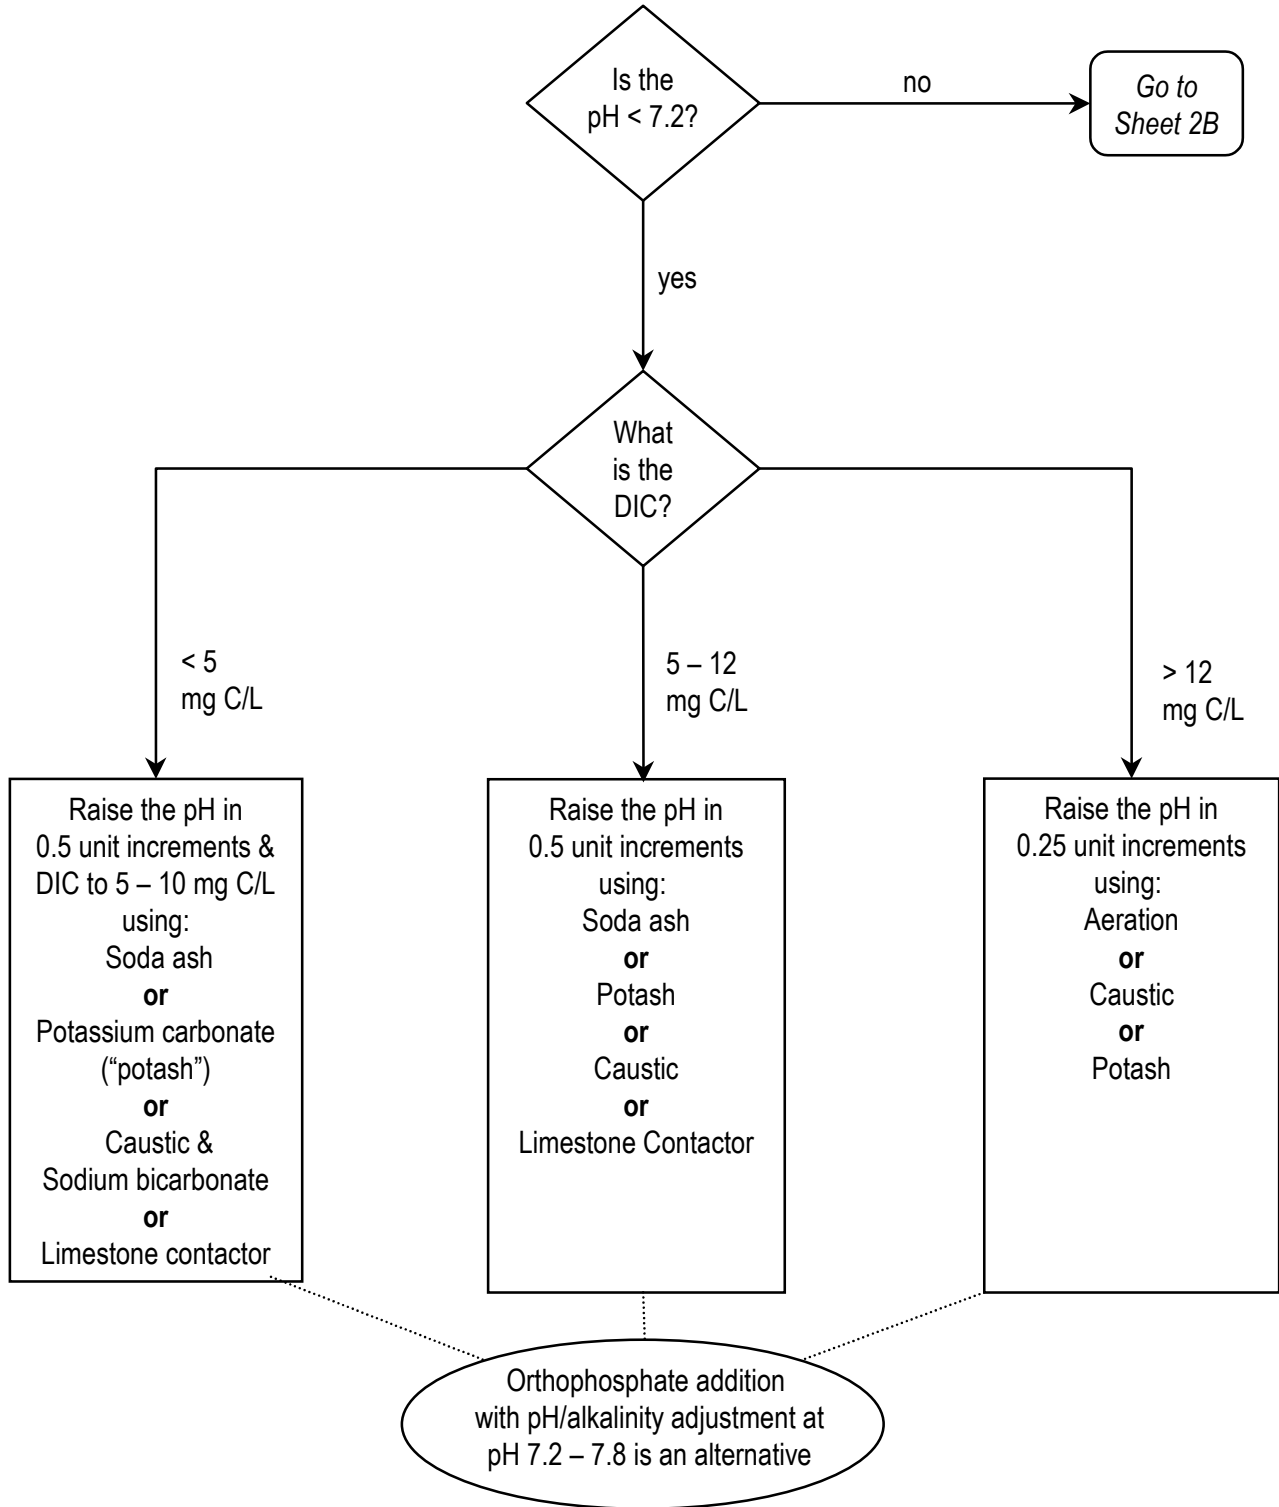 Is the
pH < 7.2?
no
Go to
Sheet 2B
yes
What
is the
DIC?
< 5
mg C/L
5 – 12
mg C/L
> 12
mg C/L
Raise the pH in
0.5 unit increments &
DIC to 5 – 10 mg C/L
using:
Soda ash
or
Potassium carbonate
(“potash”)
or
Caustic &
Sodium bicarbonate
or
Limestone contactor
Raise the pH in
0.5 unit increments
using:
Soda ash
or
Potash
or
Caustic
or
Limestone Contactor
Raise the pH in
0.25 unit increments
using:
Aeration
or
Caustic
or
Potash
Orthophosphate addition
with pH/alkalinity adjustment at
pH 7.2 – 7.8 is an alternative